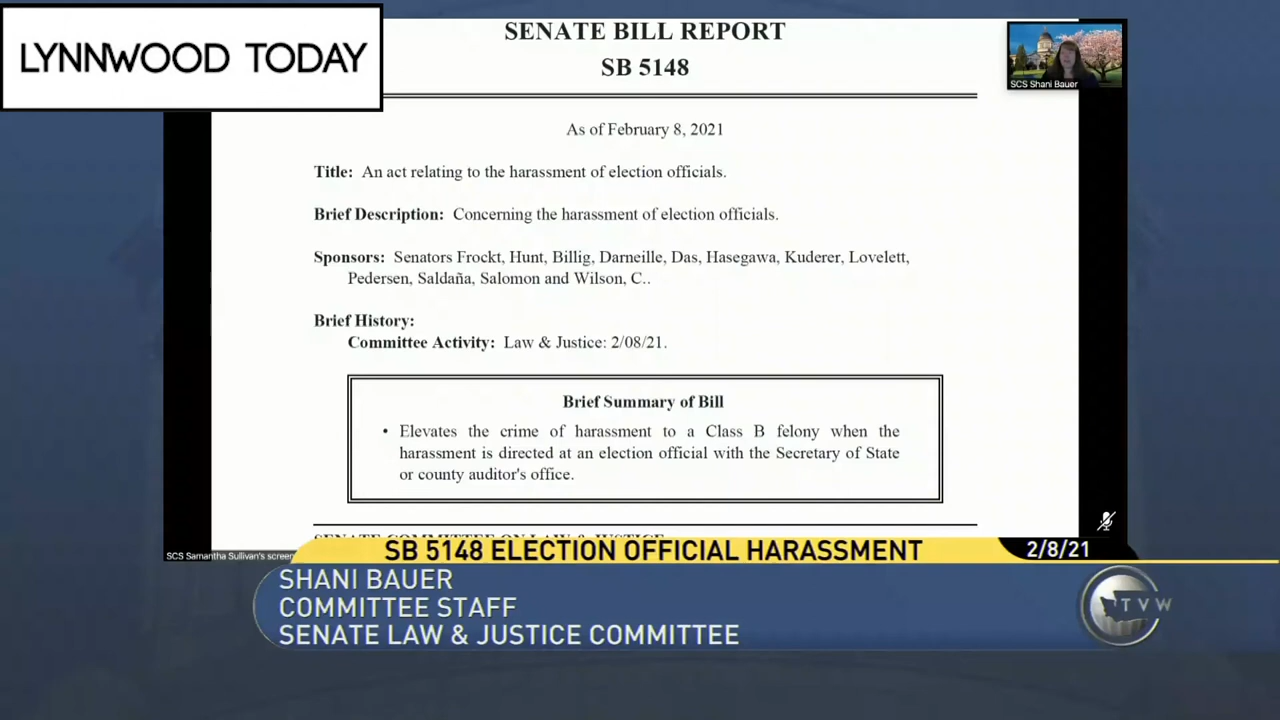 LYNNWOOD TODAY
SENATE BILL REPORT
SB 5148
SCS Shani Bauer
As of February 8, 2021
Title: An act relating to the harassment of election officials.
Brief Description: Concerning the harassment of election officials.
Sponsors: Senators Frockt, Hunt, Billig, Darneille, Das, Hasegawa, Kuderer, Lovelett,
Pedersen, Saldaña, Salomon and Wilson, C..
Brief History:
Committee Activity: Law & Justice: 2/08/21.
Brief Summary of Bill
• Elevates the crime of harassment to a Class B felony when the
harassment is directed at an election official with the Secretary of State
or county auditor's office.
SENATE COMMITTEE ON LAW & JUSTICE
SCS Samantha Sullivan's screen
SB 5148 ELECTION OFFICIAL HARASSMENT
2/8/21
SHANI BAUER
COMMITTEE STAFF
SENATE LAW & JUSTICE COMMITTEE
TVW